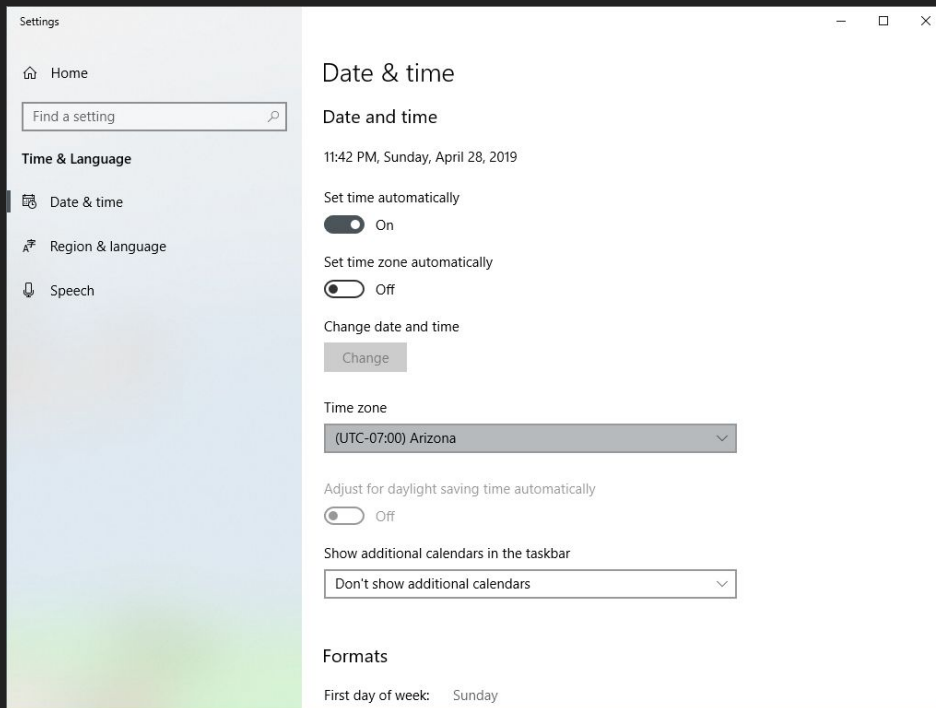 Settings
Home
Find a setting
Time & Language
Date & time
Region & language
Speech
Date & time
Date and time
11:42 PM, Sunday, April 28, 2019
Set time automatically
On
Set time zone automatically
Off
Change date and time
Change
Time zone
(UTC-07:00) Arizona
Adjust for daylight saving time automatically
Off
Show additional calendars in the taskbar
Don't show additional calendars
Formats
First day of week: Sunday